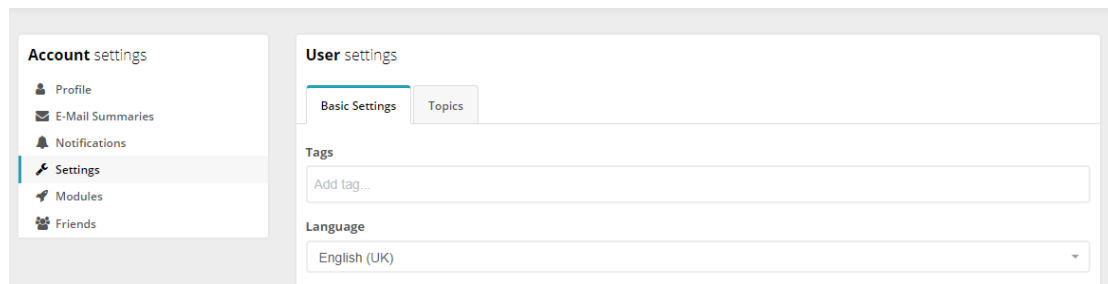 Account settings
Profile
E-Mail Summaries
Notifications
Settings
Modules
Friends
User settings
Basic Settings
Topics
Tags
Add tag...
Language
English (UK)